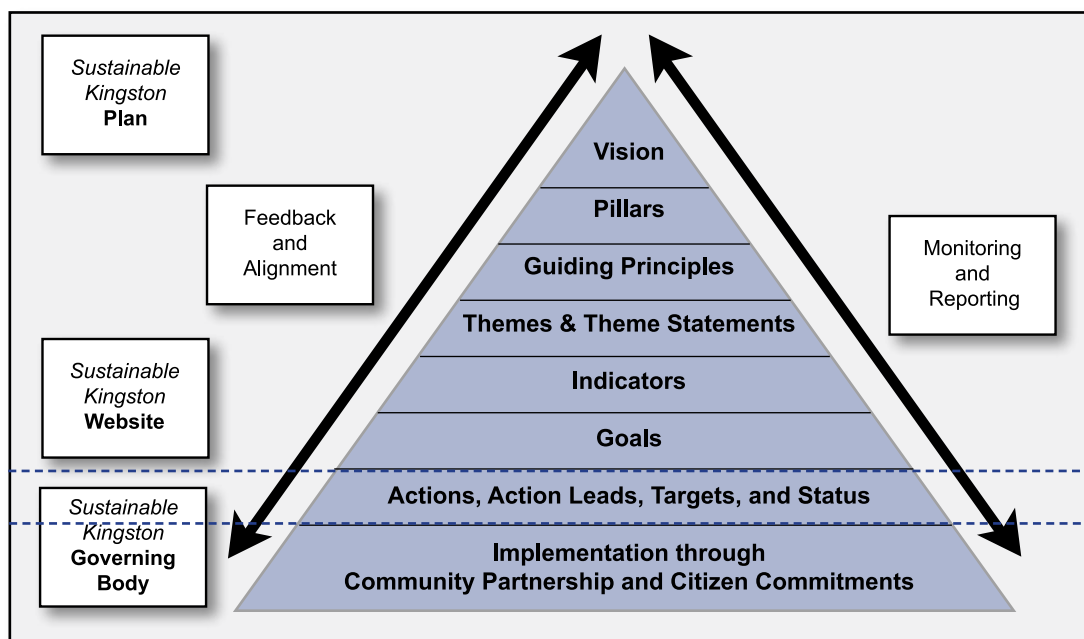 Sustainable
Kingston
Plan
Feedback
and
Alignment
Sustainable
Kingston
Website
Sustainable
Kingston
Governing
Body
Vision
Pillars
Guiding Principles
Themes & Theme Statements
Indicators
Goals
Actions, Action Leads, Targets, and Status
Implementation through
Community Partnership and Citizen Commitments
Monitoring
and
Reporting